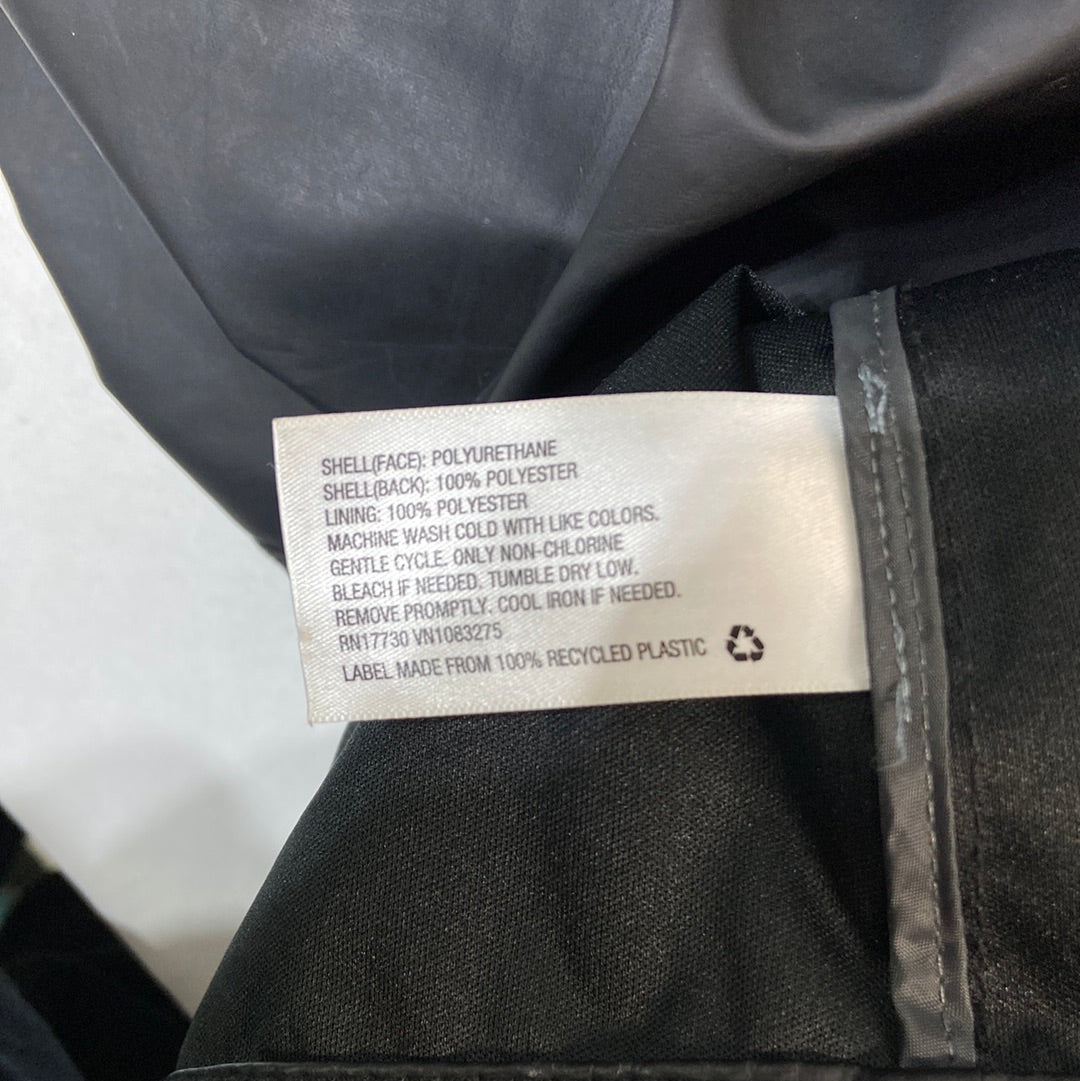 SHELL(FACE): POLYURETHANE
SHELL(BACK): 100% POLYESTER
LINING: 100% POLYESTER
MACHINE WASH COLD WITH LIKE COLORS.
GENTLE CYCLE. ONLY NON-CHLORINE
BLEACH IF NEEDED. TUMBLE DRY LOW.
REMOVE PROMPTLY. COOL IRON IF NEEDED.
RN17730 VN1083275
LABEL MADE FROM 100% RECYCLED PLASTIC